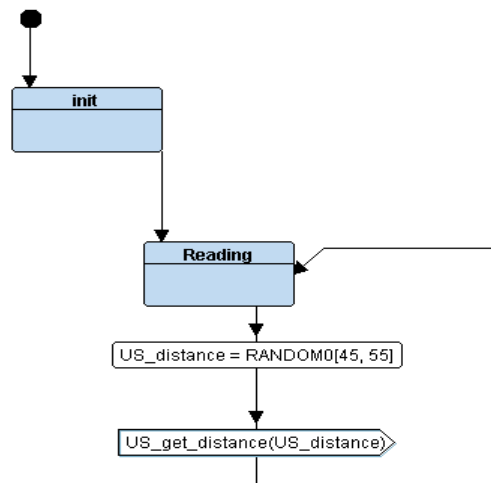 init
Reading
US_distance = RANDOM0[45, 55]
US_get_distance(US_distance)